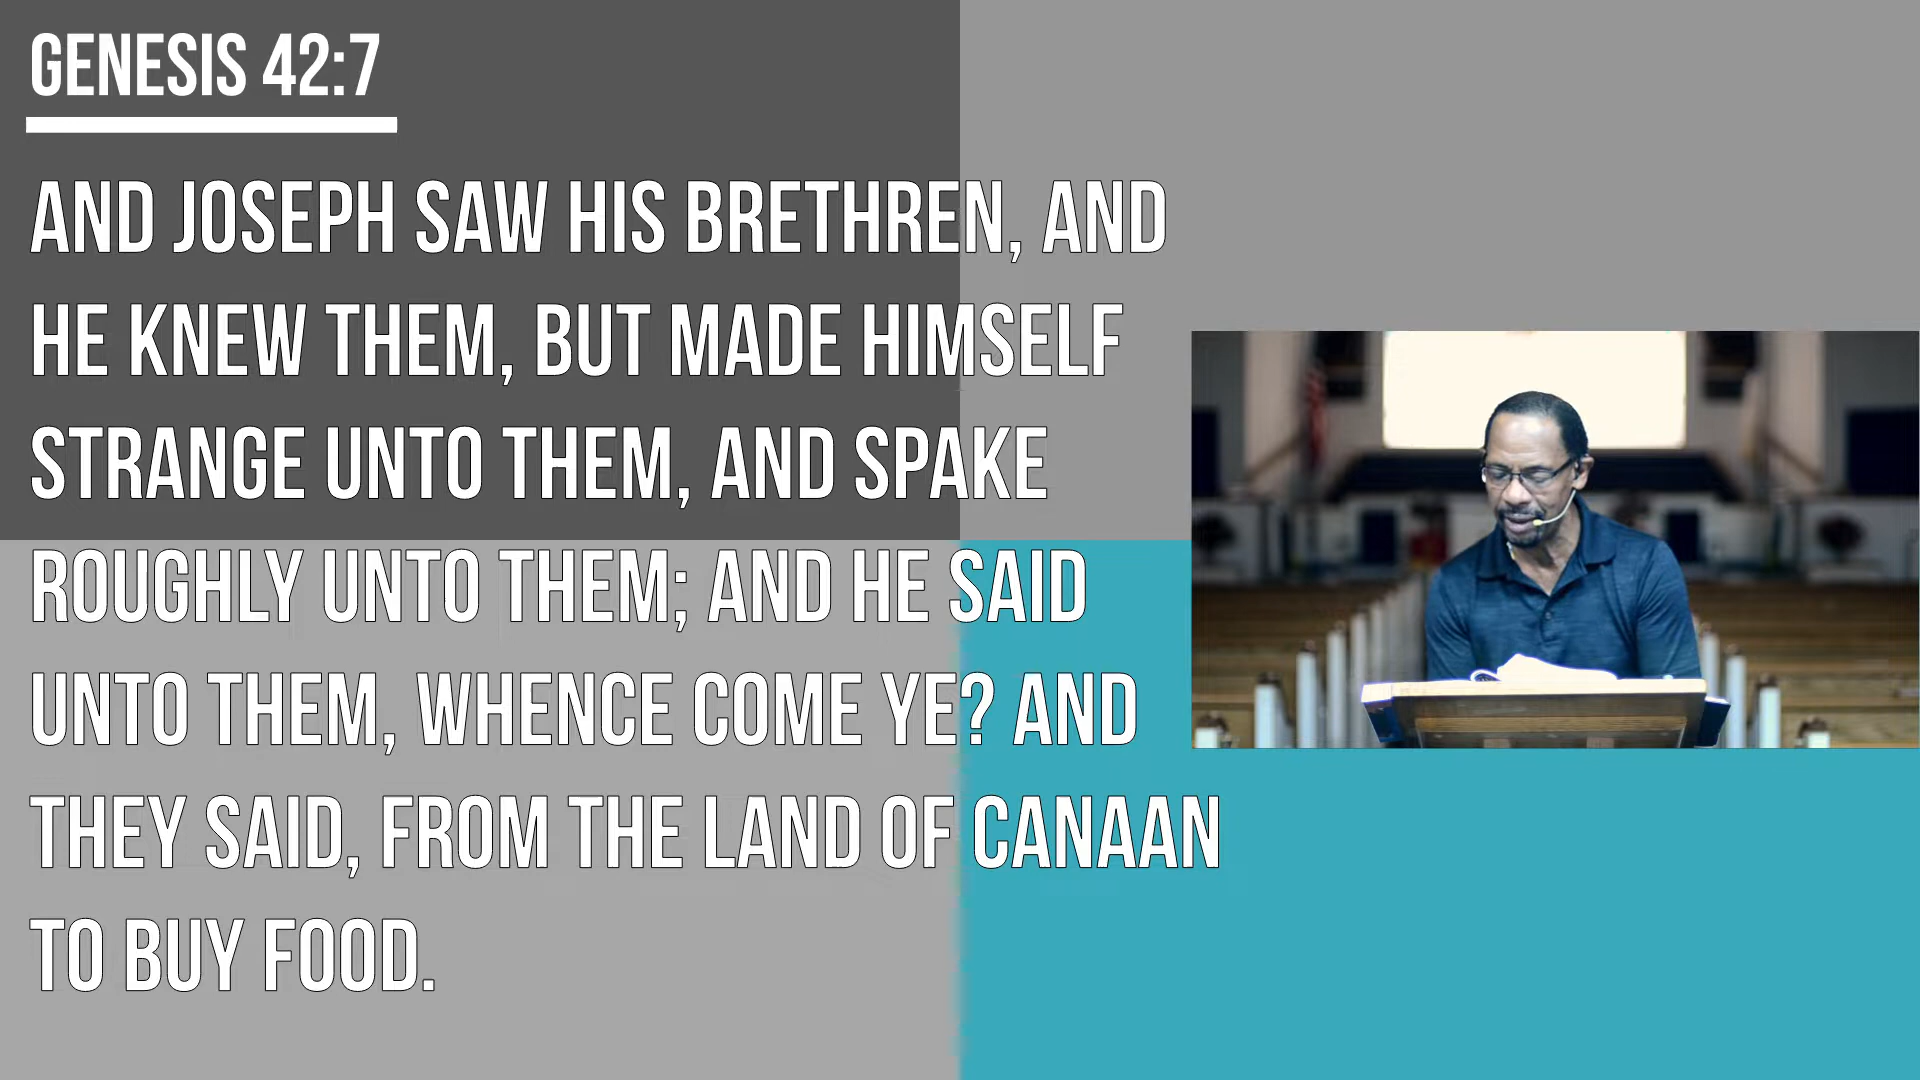 GENESIS 42:7
AND JOSEPH SAW HIS BRETHREN, AND
HE KNEW THEM, BUT MADE HIMSELF
STRANGE UNTO THEM, AND SPAKE
ROUGHLY UNTO THEM; AND HE SAID
UNTO THEM, WHENCE COME YE? AND
THEY SAID, FROM THE LAND OF CANAAN
TO BUY FOOD.